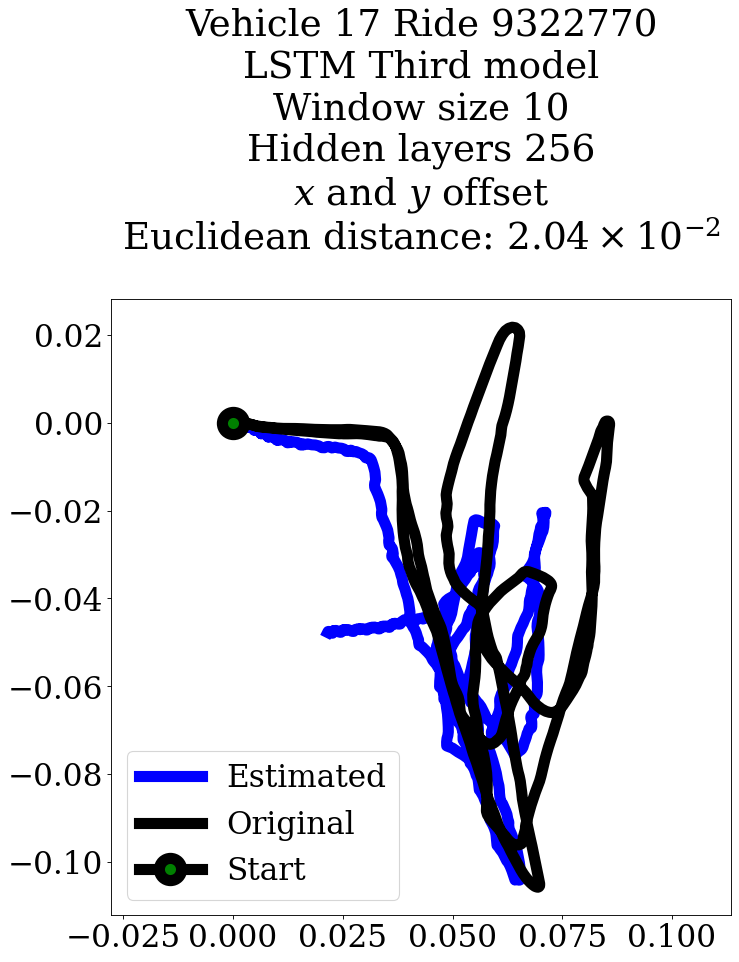 Vehicle 17 Ride 9322770
LSTM Third model
Window size 10
Hidden layers 256
x and y offset
Euclidean distance: 2.04 × 10⁻²
0.02
0.00
−0.02
−0.04
−0.06
−0.08
−0.10
Estimated
Original
Start
−0.025 0.000 0.025 0.050 0.075 0.100